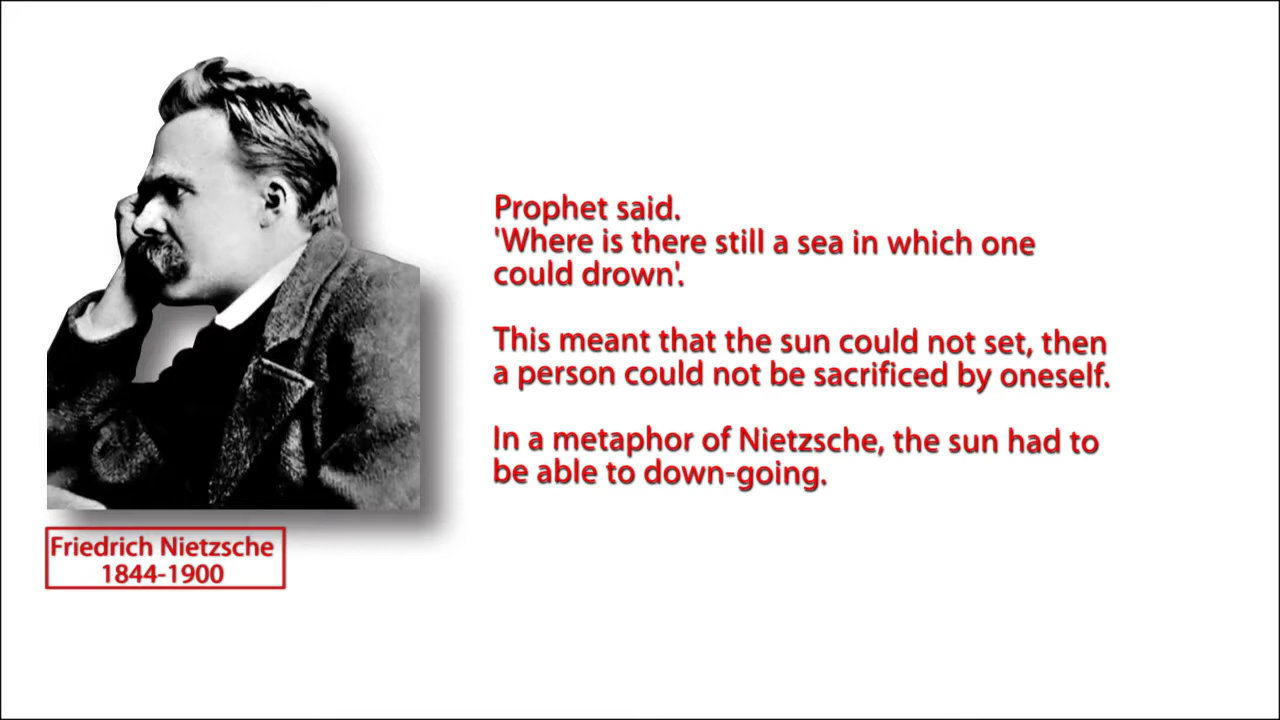 Prophet said.
'Where is there still a sea in which one
could drown'.
This meant that the sun could not set, then
a person could not be sacrificed by oneself.
In a metaphor of Nietzsche, the sun had to
be able to down-going.
Friedrich Nietzsche
1844-1900